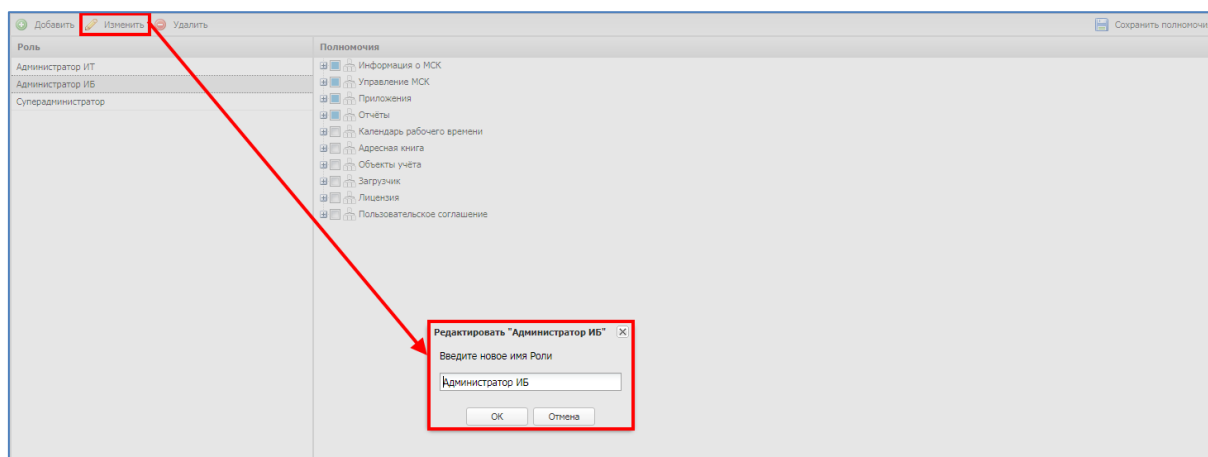 Добавить Изменить Удалить Сохранить полномочи
Роль Полномочия
Администратор ИТ
Администратор ИБ
Суперадминистратор
Информация о МСК
Управление МСК
Приложения
Отчёты
Календарь рабочего времени
Адресная книга
Объекты учёта
Загрузчик
Лицензия
Пользовательское соглашение
Редактировать "Администратор ИБ"
Введите новое имя Роли
Администратор ИБ
ОК Отмена